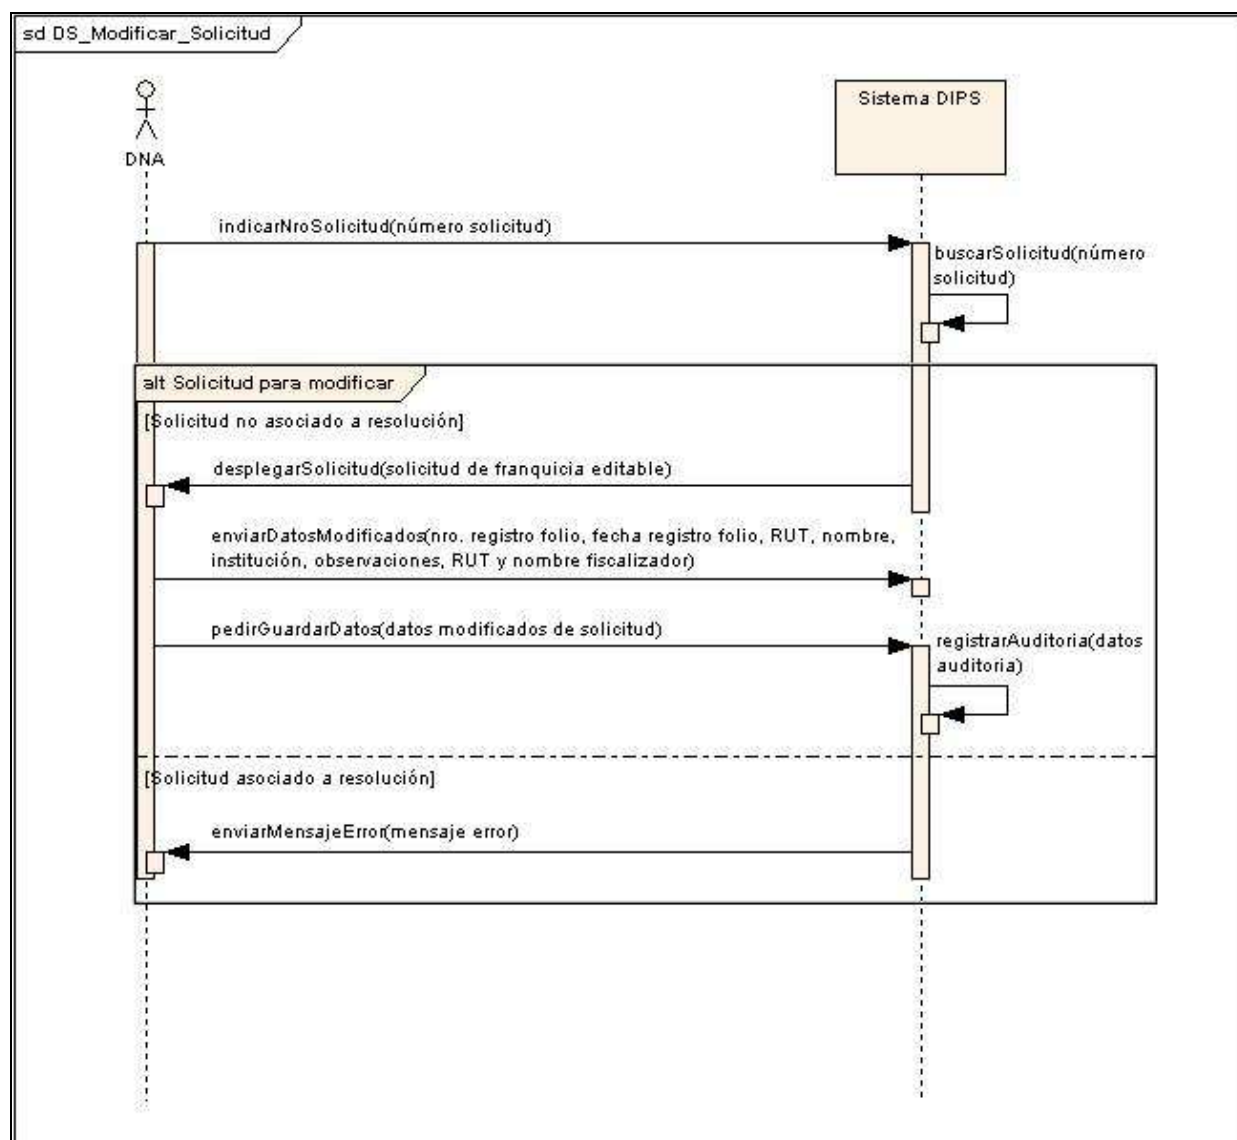 sd DS_Modificar_Solicitud
DNA
Sistema DIPS
indicarNroSolicitud(número solicitud)
buscarSolicitud(número
solicitud)
alt Solicitud para modificar
[Solicitud no asociado a resolución]
desplegarSolicitud(solicitud de franquicia editable)
enviarDatosModificados(nro. registro folio, fecha registro folio, RUT, nombre,
institución, observaciones, RUT y nombre fiscalizador)
pedirGuardarDatos(datos modificados de solicitud)
registrarAuditoria(datos
auditoria)
[Solicitud asociado a resolución]
enviarMensajeError(mensaje error)